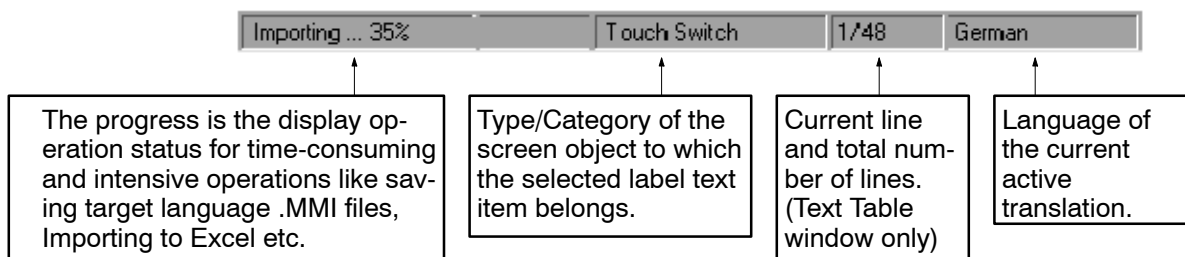 Importing ... 35% Touch Switch 1/48 German
The progress is the display op-
eration status for time-consuming
and intensive operations like sav-
ing target language .MMI files,
Importing to Excel etc.
Type/Category of the
screen object to which
the selected label text
item belongs.
Current line
and total num-
ber of lines.
(Text Table
window only)
Language of
the current
active
translation.